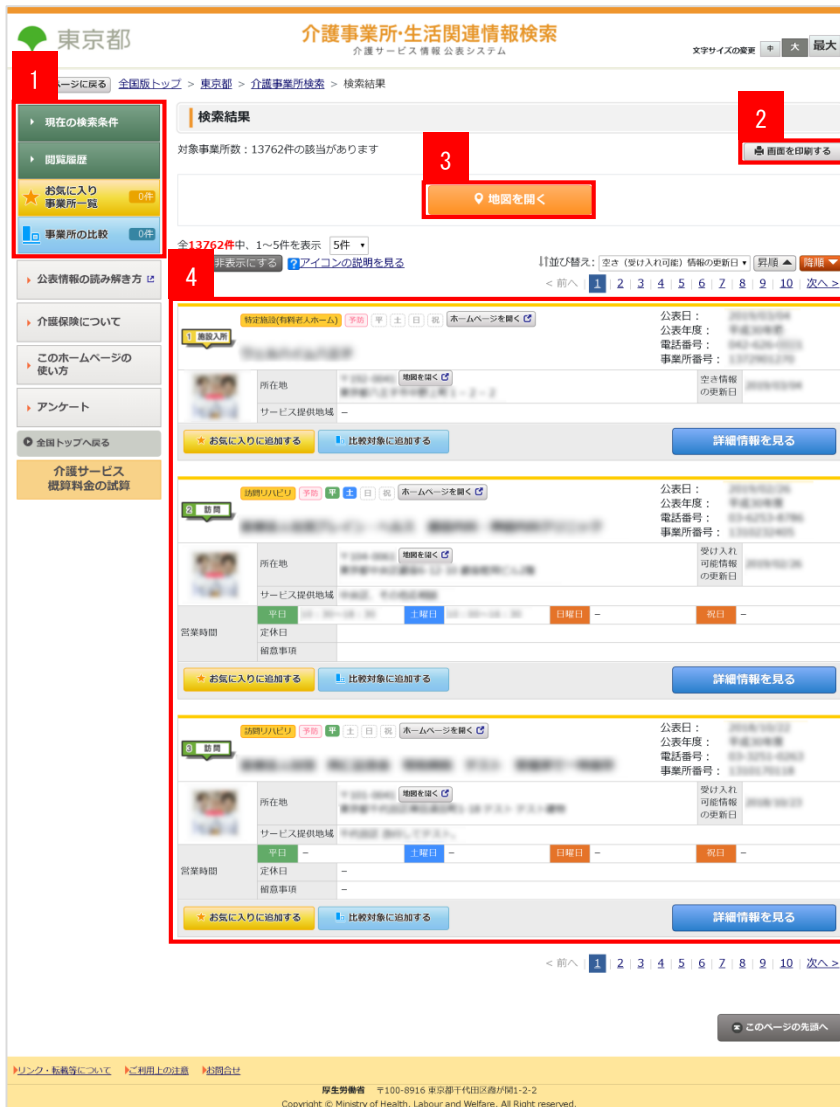 東京都
介護事業所・生活関連情報検索
介護サービス情報公表システム
文字サイズの変更 中 大 最大
1
ページに戻る 全国版トップ > 東京都 > 介護事業所検索 > 検索結果
現在の検索条件
閲覧履歴
お気に入り
事業所一覧 0件
事業所の比較 0件
公表情報の読み解き方
介護保険について
このホームページの
使い方
アンケート
全国トップへ戻る
介護サービス
概算料金の試算
検索結果
2
対象事業所数：13762件の該当があります
画面を印刷する
3
地図を開く
全13762件中、1～5件を表示 5件
非表示にする アイコンの説明を見る
並び替え: 空き（受け入れ可能）情報の更新日 昇順 降順
4
< 前へ | 1 | 2 | 3 | 4 | 5 | 6 | 7 | 8 | 9 | 10 | 次へ >
1 施設入所
特定施設(有料老人ホーム) 予防 平 土 日 祝 ホームページを開く
公表日：
公表年度：
電話番号：
事業所番号：
所在地 地図を開く
空き情報
の更新日
サービス提供地域 －
お気に入りに追加する 比較対象に追加する 詳細情報を見る
2 訪問
訪問リハビリ 予防 平 土 日 祝 ホームページを開く
公表日：
公表年度：
電話番号：
事業所番号：
所在地 地図を開く
受け入れ
可能情報
の更新日
サービス提供地域
営業時間
平日 土曜日 日曜日 － 祝日 －
定休日
留意事項
お気に入りに追加する 比較対象に追加する 詳細情報を見る
3 訪問
訪問リハビリ 予防 平 土 日 祝 ホームページを開く
公表日：
公表年度：
電話番号：
事業所番号：
所在地 地図を開く
受け入れ
可能情報
の更新日
サービス提供地域
営業時間
平日 － 土曜日 － 日曜日 － 祝日 －
定休日 －
留意事項 －
お気に入りに追加する 比較対象に追加する 詳細情報を見る
< 前へ | 1 | 2 | 3 | 4 | 5 | 6 | 7 | 8 | 9 | 10 | 次へ >
このページの先頭へ
リンク・転載等について ご利用上の注意 お問合せ
厚生労働省 〒100-8916 東京都千代田区霞が関1-2-2
Copyright © Ministry of Health, Labour and Welfare, All Right reserved.